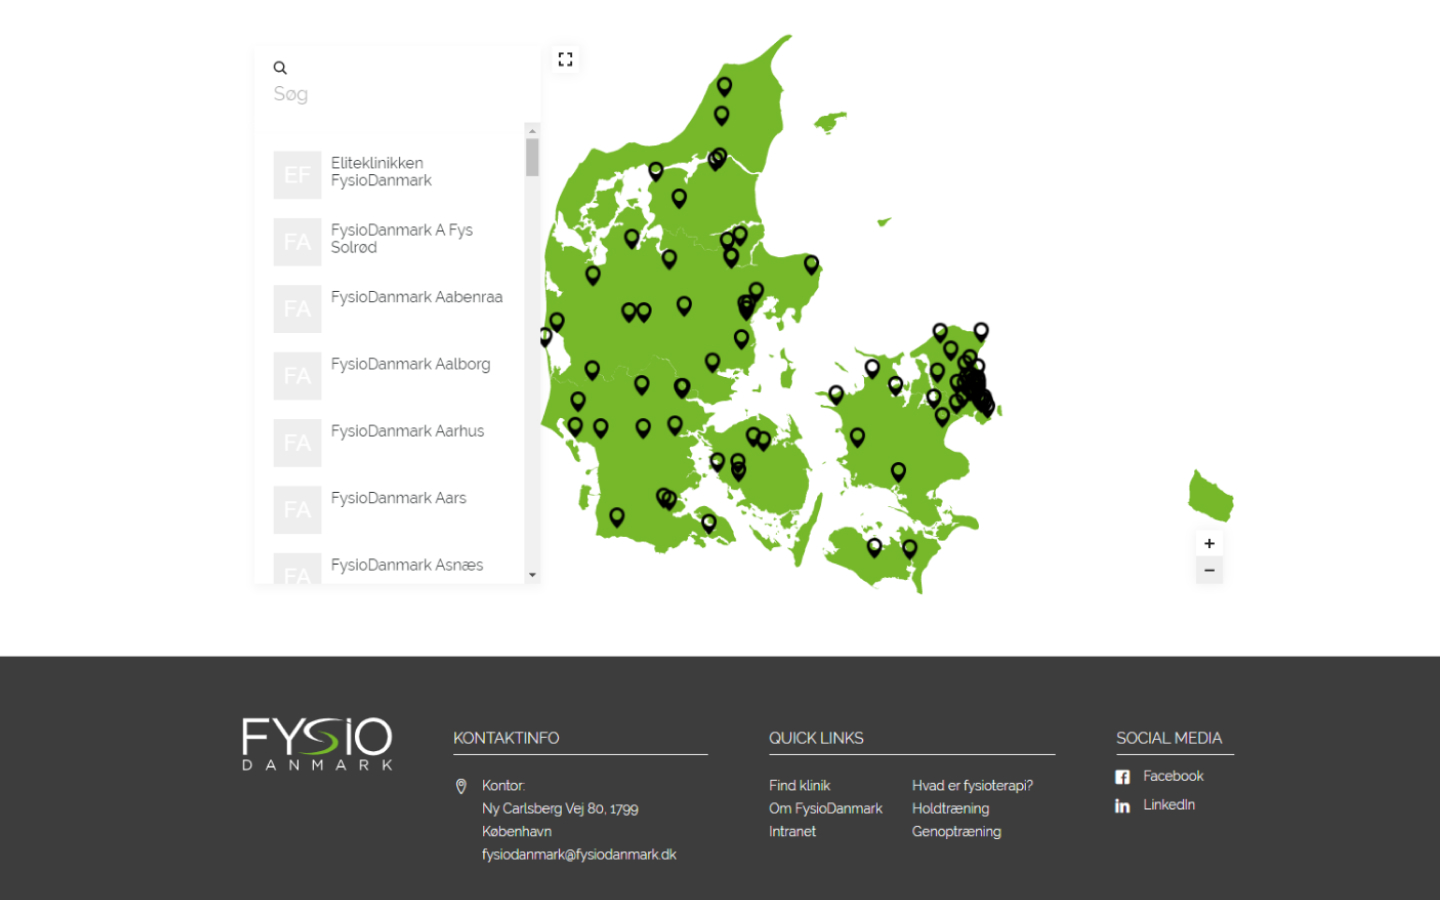 Søg
EF
Eliteklinikken
FysioDanmark
FA
FysioDanmark A Fys
Solrød
FA
FysioDanmark Aabenraa
FA
FysioDanmark Aalborg
FA
FysioDanmark Aarhus
FA
FysioDanmark Aars
FA
FysioDanmark Asnæs
+
−
FYSIO
DANMARK
KONTAKTINFO
Kontor:
Ny Carlsberg Vej 80, 1799
København
fysiodanmark@fysiodanmark.dk
QUICK LINKS
Find klinik
Om FysioDanmark
Intranet
Hvad er fysioterapi?
Holdtræning
Genoptræning
SOCIAL MEDIA
Facebook
LinkedIn